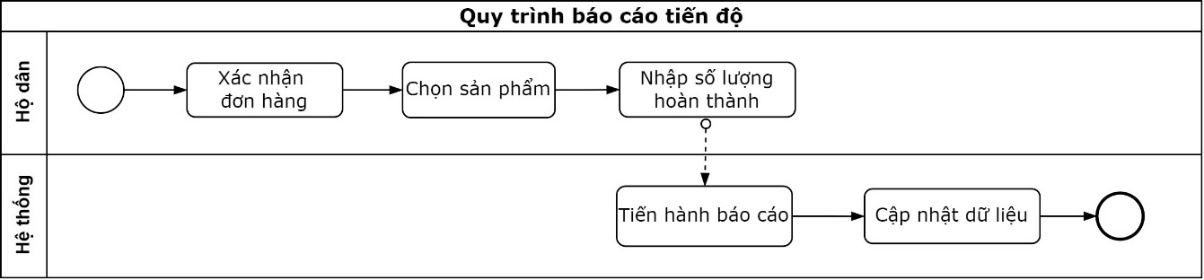 Quy trình báo cáo tiến độ
Hộ dân
Xác nhận
đơn hàng
Chọn sản phẩm
Nhập số lượng
hoàn thành
Hệ thống
Tiến hành báo cáo
Cập nhật dữ liệu